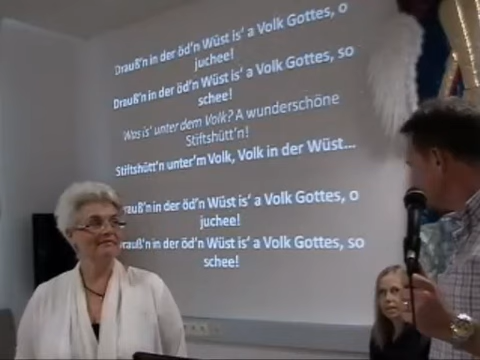 Drauß'n in der öd'n Wüst is' a Volk Gottes, o
juchee!
Drauß'n in der öd'n Wüst is' a Volk Gottes, so
schee!
Was is' unter dem Volk? A wunderschöne
Stiftshütt'n!
Stiftshütt'n unter'm Volk, Volk in der Wüst...
Drauß'n in der öd'n Wüst is' a Volk Gottes, o
juchee!
Drauß'n in der öd'n Wüst is' a Volk Gottes, so
schee!